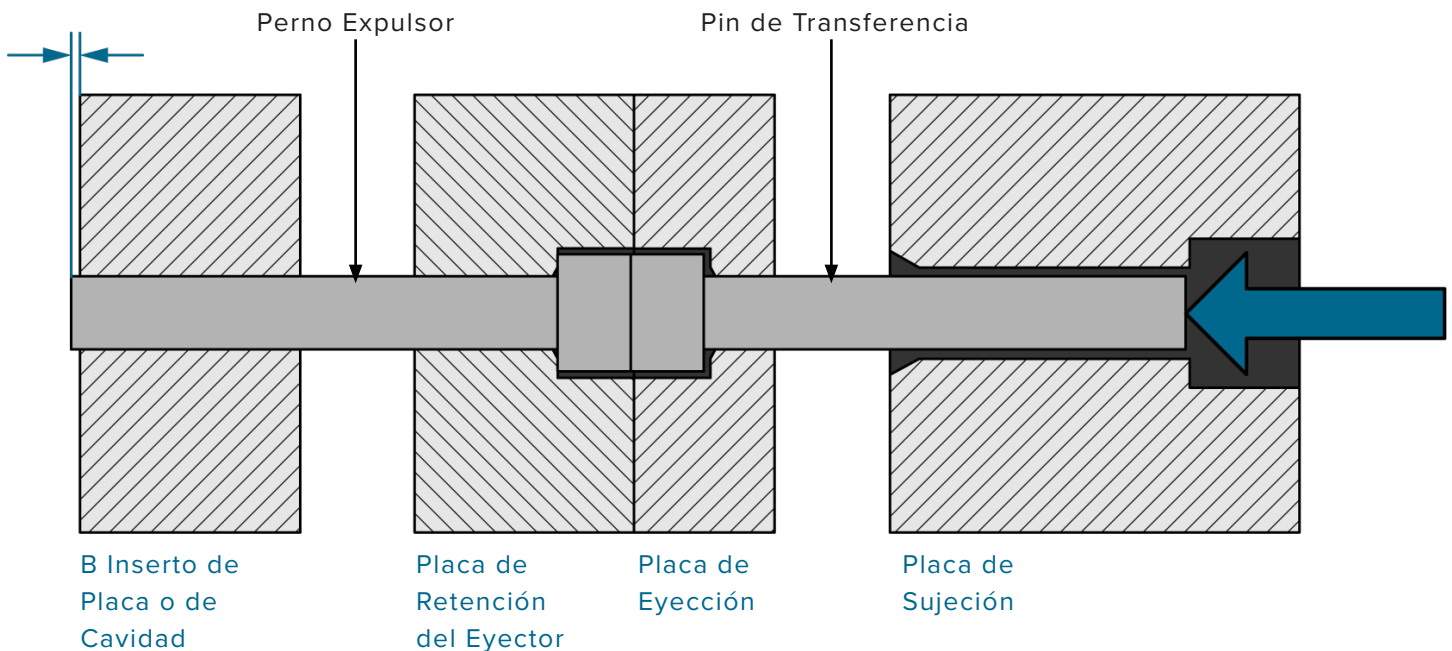 Perno Expulsor
Pin de Transferencia
B Inserto de
Placa o de
Cavidad
Placa de
Retención
del Eyector
Placa de
Eyección
Placa de
Sujeción